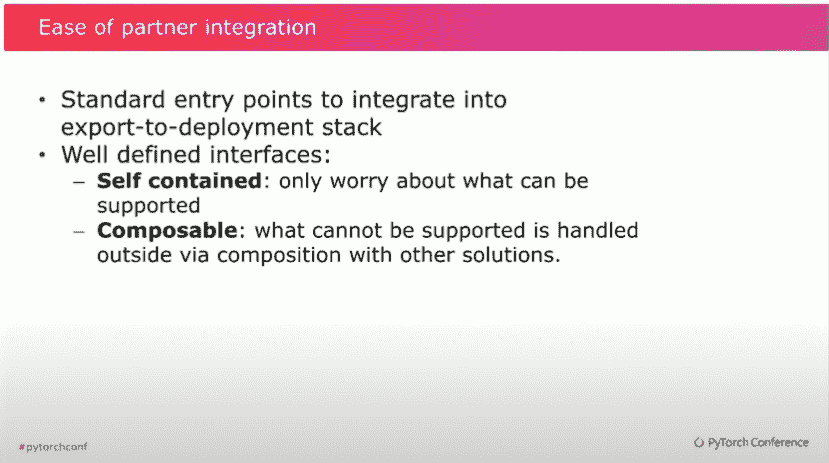 Ease of partner integration
• Standard entry points to integrate into
export-to-deployment stack
• Well defined interfaces:
– Self contained: only worry about what can be
supported
– Composable: what cannot be supported is handled
outside via composition with other solutions.
#pytorchconf
PyTorch Conference